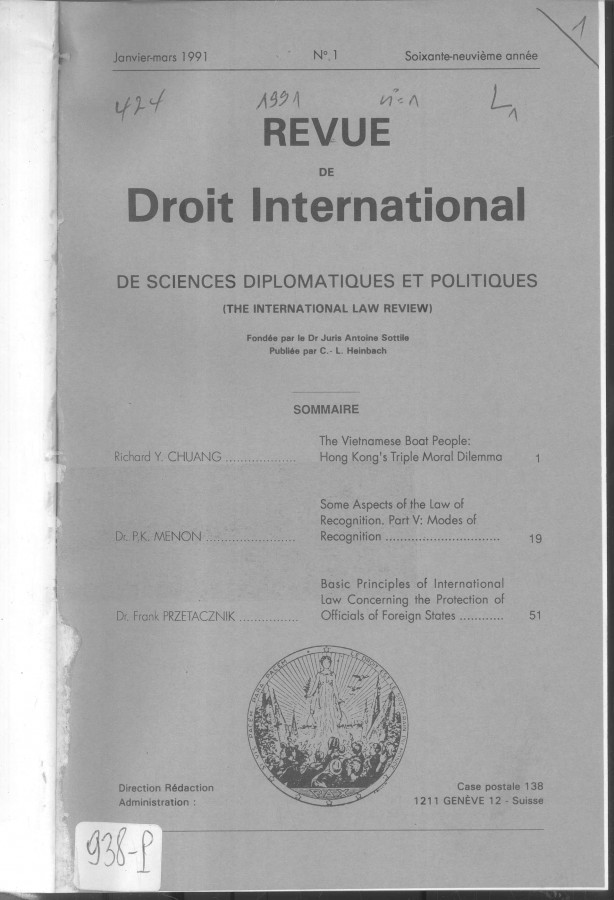 1
Janvier-mars 1991 N° 1 Soixante-neuvième année
424 1991 n°=1 L1
REVUE
DE
Droit International
DE SCIENCES DIPLOMATIQUES ET POLITIQUES
(THE INTERNATIONAL LAW REVIEW)
Fondée par le Dr Juris Antoine Sottile
Publiée par C.- L. Heinbach
SOMMAIRE
The Vietnamese Boat People:
Richard Y. CHUANG ................... Hong Kong's Triple Moral Dilemma 1
Some Aspects of the Law of
Recognition. Part V: Modes of
Dr. P.K. MENON ....................... Recognition .............................. 19
Basic Principles of International
Law Concerning the Protection of
Dr. Frank PRZETACZNIK ................ Officials of Foreign States ............ 51
Direction Rédaction Case postale 138
Administration : 1211 GENÈVE 12 - Suisse
938-P